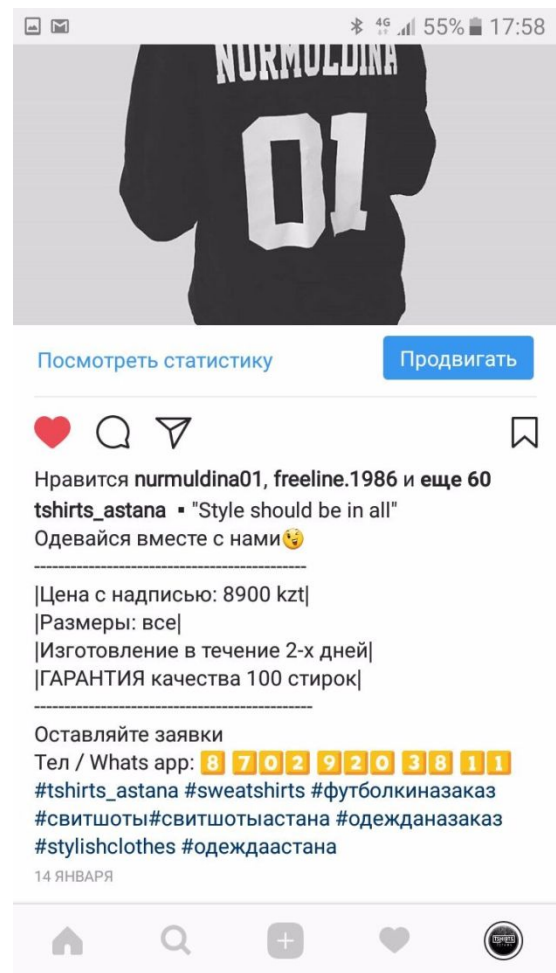 4G 55% 17:58
NURMULDINA
01
Посмотреть статистику
Продвигать
Нравится nurmuldina01, freeline.1986 и еще 60
tshirts_astana ▪ "Style should be in all"
Одевайся вместе с нами😉
---------------------------------------------
|Цена с надписью: 8900 kzt|
|Размеры: все|
|Изготовление в течение 2-х дней|
|ГАРАНТИЯ качества 100 стирок|
----------------------------------------------
Оставляйте заявки
Тел / Whats app: 8 702 920 38 11
#tshirts_astana #sweatshirts #футболкиназаказ
#свитшоты#свитшотыастана #одежданазаказ
#stylishclothes #одеждаастана
14 ЯНВАРЯ